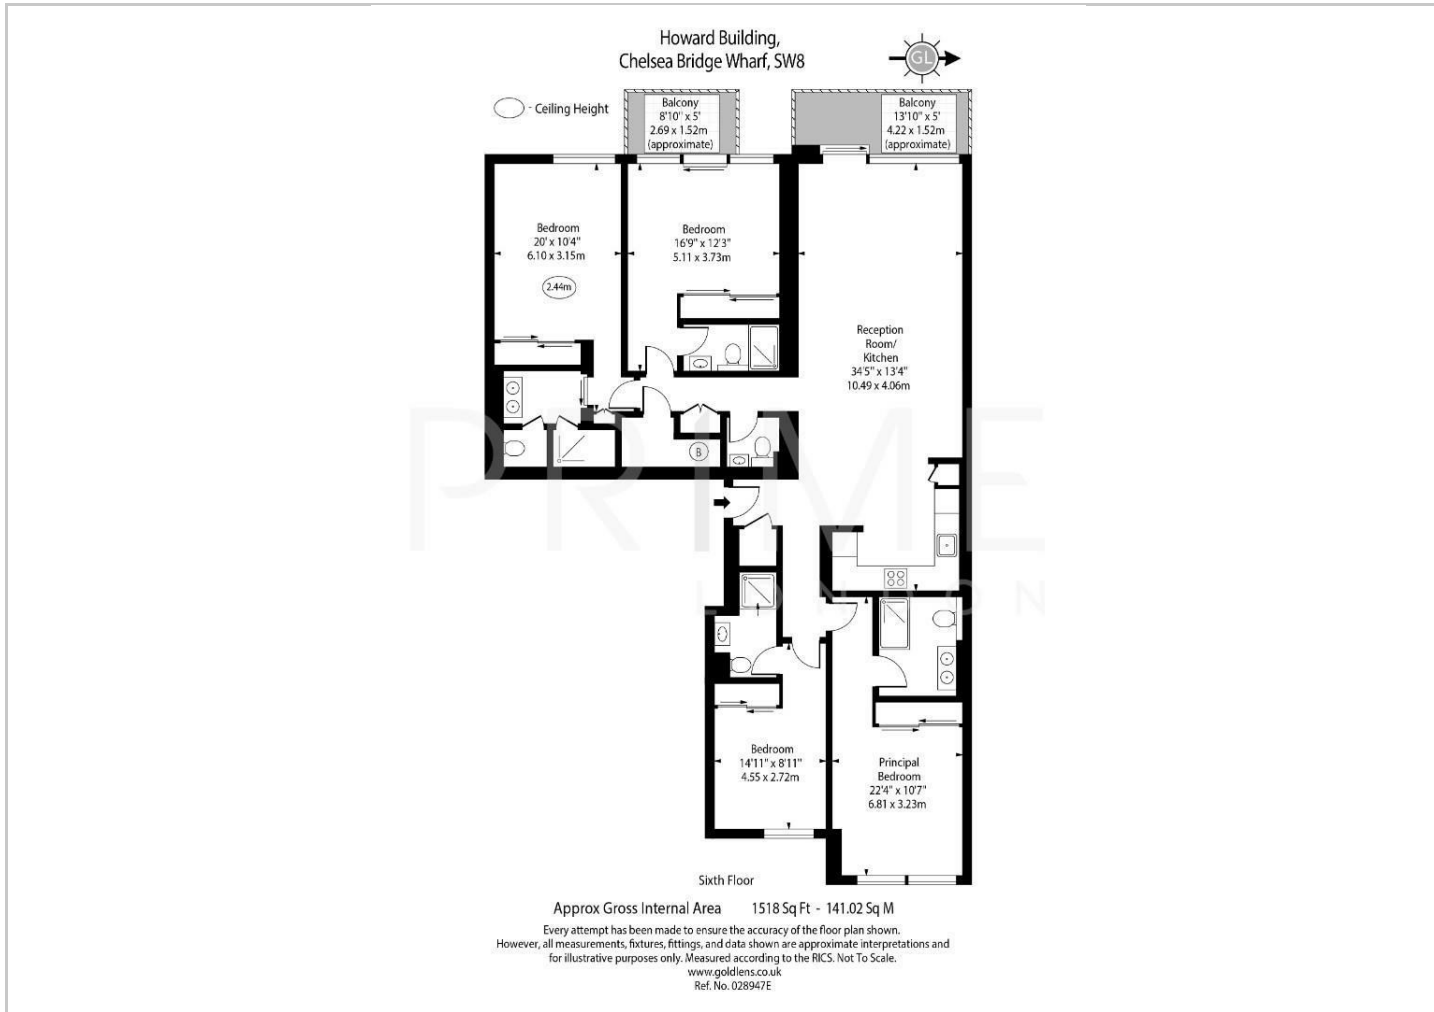 Howard Building,
Chelsea Bridge Wharf, SW8
GL
- Ceiling Height
Balcony
8'10" x 5'
2.69 x 1.52m
(approximate)
Balcony
13'10" x 5'
4.22 x 1.52m
(approximate)
Bedroom
20' x 10'4"
6.10 x 3.15m
2.44m
Bedroom
16'9" x 12'3"
5.11 x 3.73m
Reception
Room/
Kitchen
34'5" x 13'4"
10.49 x 4.06m
B
PRIME
LONDON
Bedroom
14'11" x 8'11"
4.55 x 2.72m
Principal
Bedroom
22'4" x 10'7"
6.81 x 3.23m
Sixth Floor
Approx Gross Internal Area 1518 Sq Ft - 141.02 Sq M
Every attempt has been made to ensure the accuracy of the floor plan shown.
However, all measurements, fixtures, fittings, and data shown are approximate interpretations and
for illustrative purposes only. Measured according to the RICS. Not To Scale.
www.goldlens.co.uk
Ref. No. 028947E